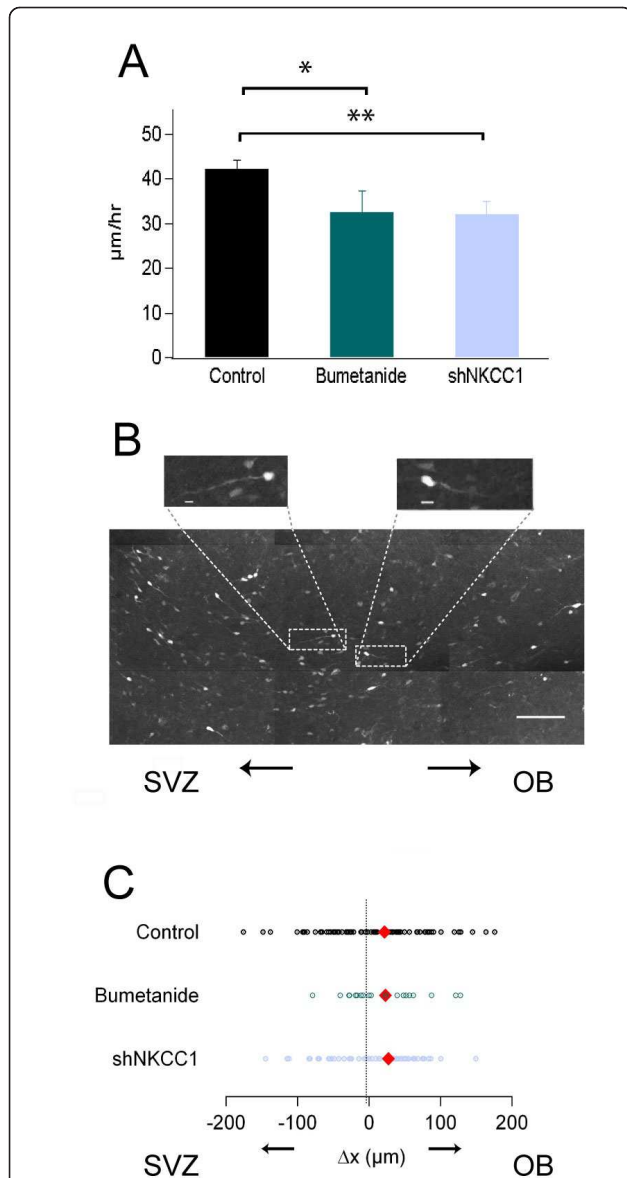 A
*
**
50
40
30
20
10
0
µm/hr
Control Bumetanide shNKCC1
B
SVZ OB
C
Control
Bumetanide
shNKCC1
-200 -100 0 100 200
Δx (µm)
SVZ OB